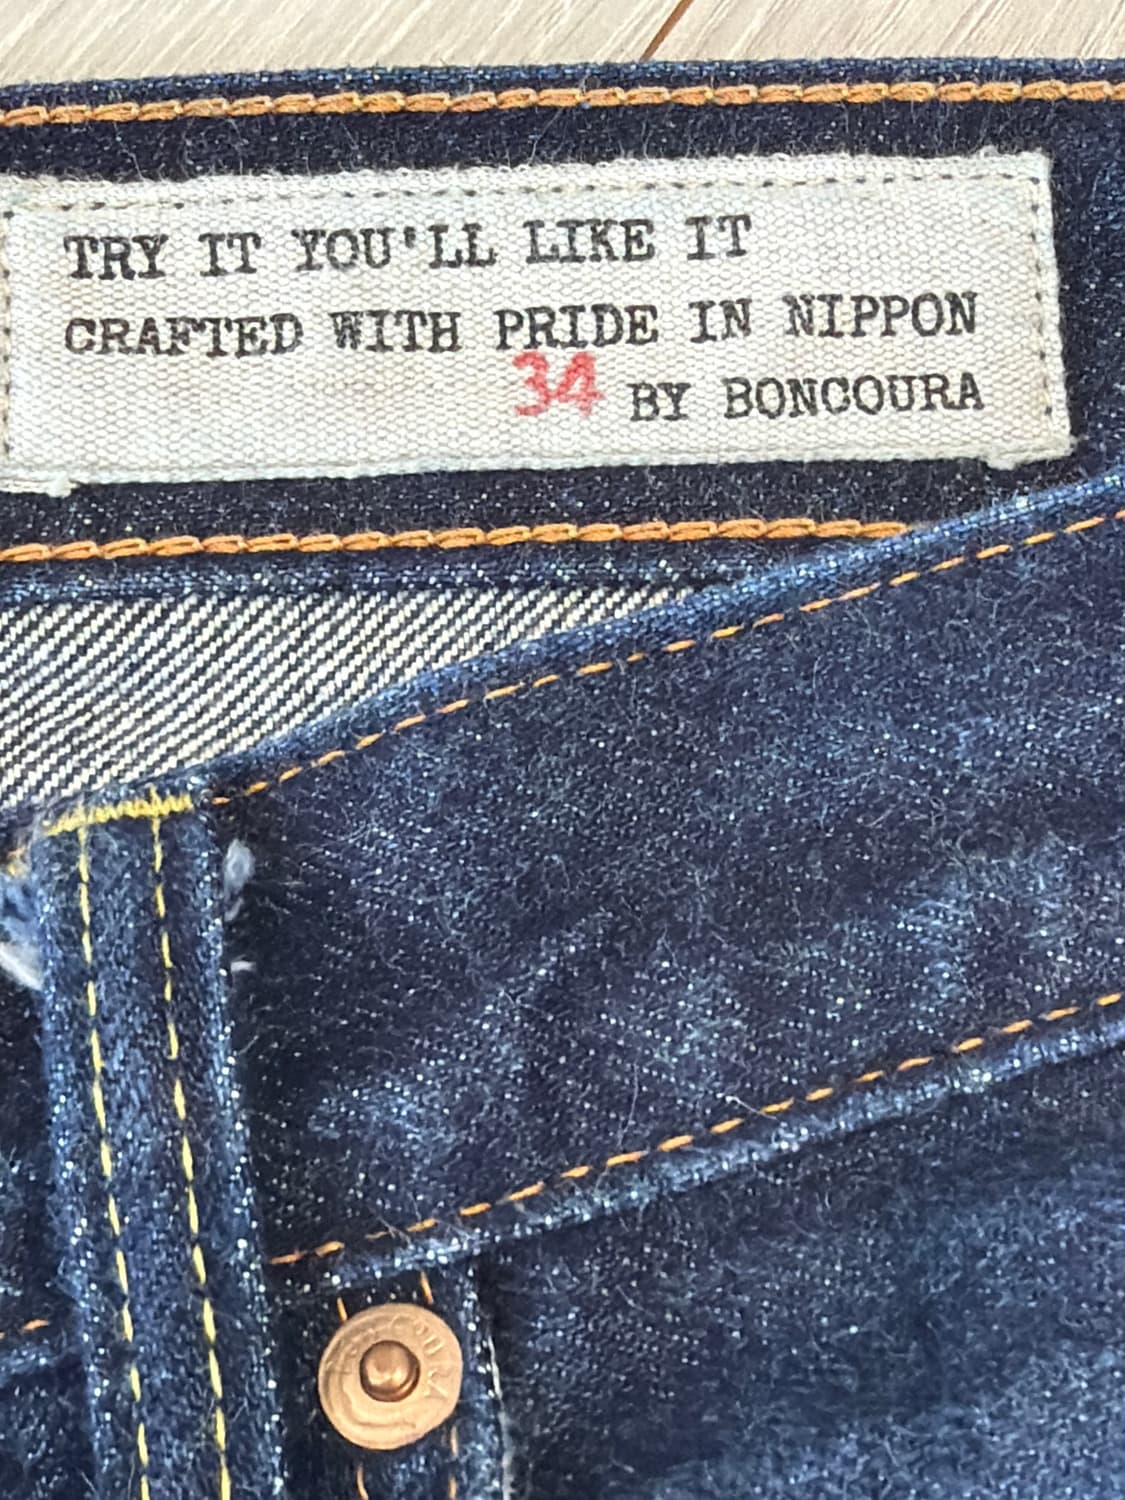 TRY IT YOU'LL LIKE IT
CRAFTED WITH PRIDE IN NIPPON
34 BY BONCOURA